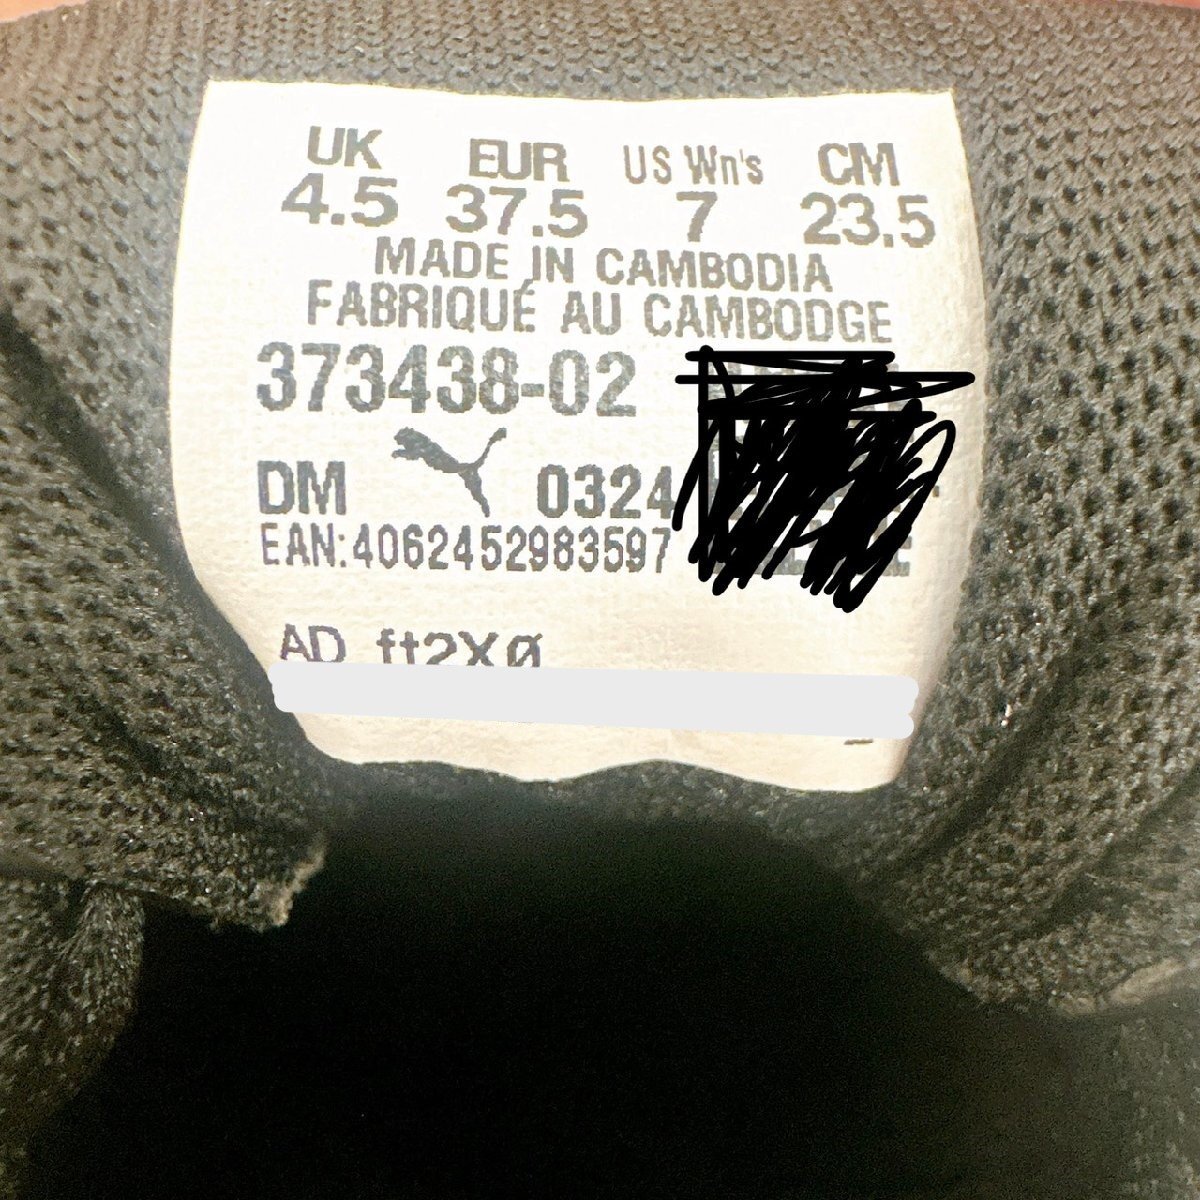 UK EUR US Wn's CM
4.5 37.5 7 23.5
MADE IN CAMBODIA
FABRIQUÉ AU CAMBODGE
373438-02
DM 0324
EAN:4062452983597
AD ft2XØ